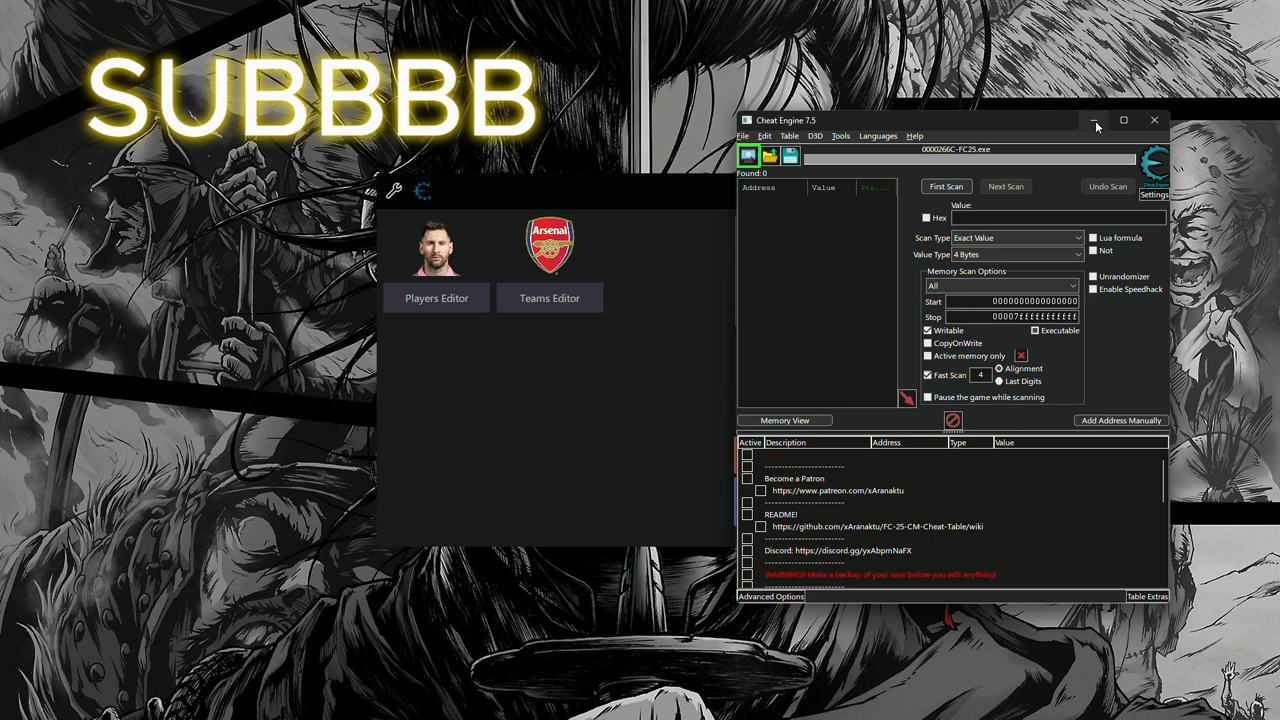 SUBBBB
Cheat Engine 7.5
File Edit Table D3D Tools Languages Help
0000266C-FC25.exe
Found: 0
Address Value Pre...
First Scan Next Scan Undo Scan
Cheat Engine
Settings
Value:
Hex
Scan Type Exact Value
Lua formula
Not
Value Type 4 Bytes
Memory Scan Options
All
Unrandomizer
Enable Speedhack
Start 0000000000000000
Stop 00007fffffffffff
Writable Executable
CopyOnWrite
Active memory only
Fast Scan 4
Alignment
Last Digits
Pause the game while scanning
Arsenal
Players Editor Teams Editor
Memory View Add Address Manually
Active Description Address Type Value
------------------------
Become a Patron
https://www.patreon.com/xAranaktu
------------------------
README!
https://github.com/xAranaktu/FC-25-CM-Cheat-Table/wiki
------------------------
Discord: https://discord.gg/yxAbpmNaFX
------------------------
WARNING!! Make a backup of your save before you edit anything!
------------------------
Advanced Options Table Extras